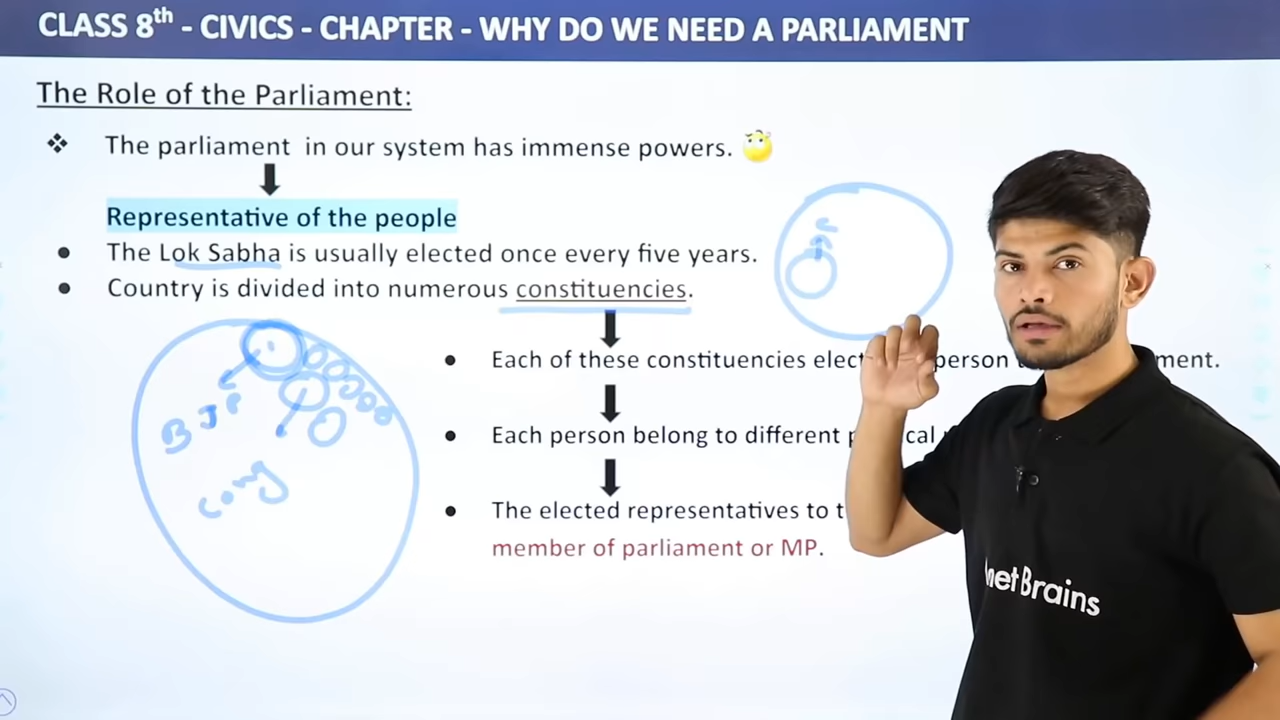 CLASS 8th - CIVICS - CHAPTER - WHY DO WE NEED A PARLIAMENT
The Role of the Parliament:
❖ The parliament in our system has immense powers.
Representative of the people
• The Lok Sabha is usually elected once every five years.
• Country is divided into numerous constituencies.
• Each of these constituencies elect person ment.
• Each person belong to different
• The elected representatives to
member of parliament or MP.
BJP
Cong
net Brains